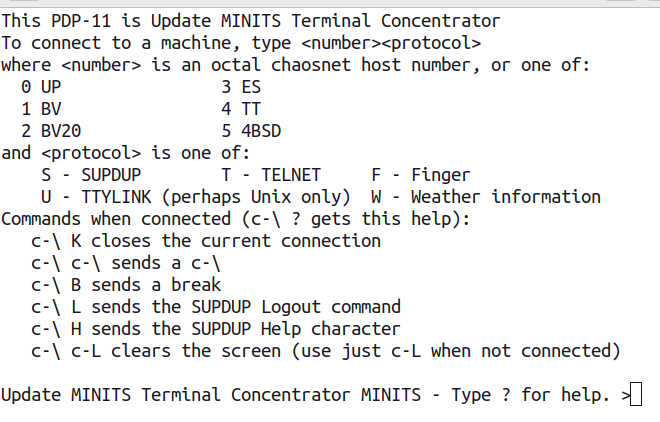 This PDP-11 is Update MINITS Terminal Concentrator
To connect to a machine, type <number><protocol>
where <number> is an octal chaosnet host number, or one of:
  0 UP                3 ES
  1 BV                4 TT
  2 BV20              5 4BSD
and <protocol> is one of:
    S - SUPDUP        T - TELNET     F - Finger
    U - TTYLINK (perhaps Unix only)  W - Weather information
Commands when connected (c-\ ? gets this help):
   c-\ K closes the current connection
   c-\ c-\ sends a c-\
   c-\ B sends a break
   c-\ L sends the SUPDUP Logout command
   c-\ H sends the SUPDUP Help character
   c-\ c-L clears the screen (use just c-L when not connected)

Update MINITS Terminal Concentrator MINITS - Type ? for help. >